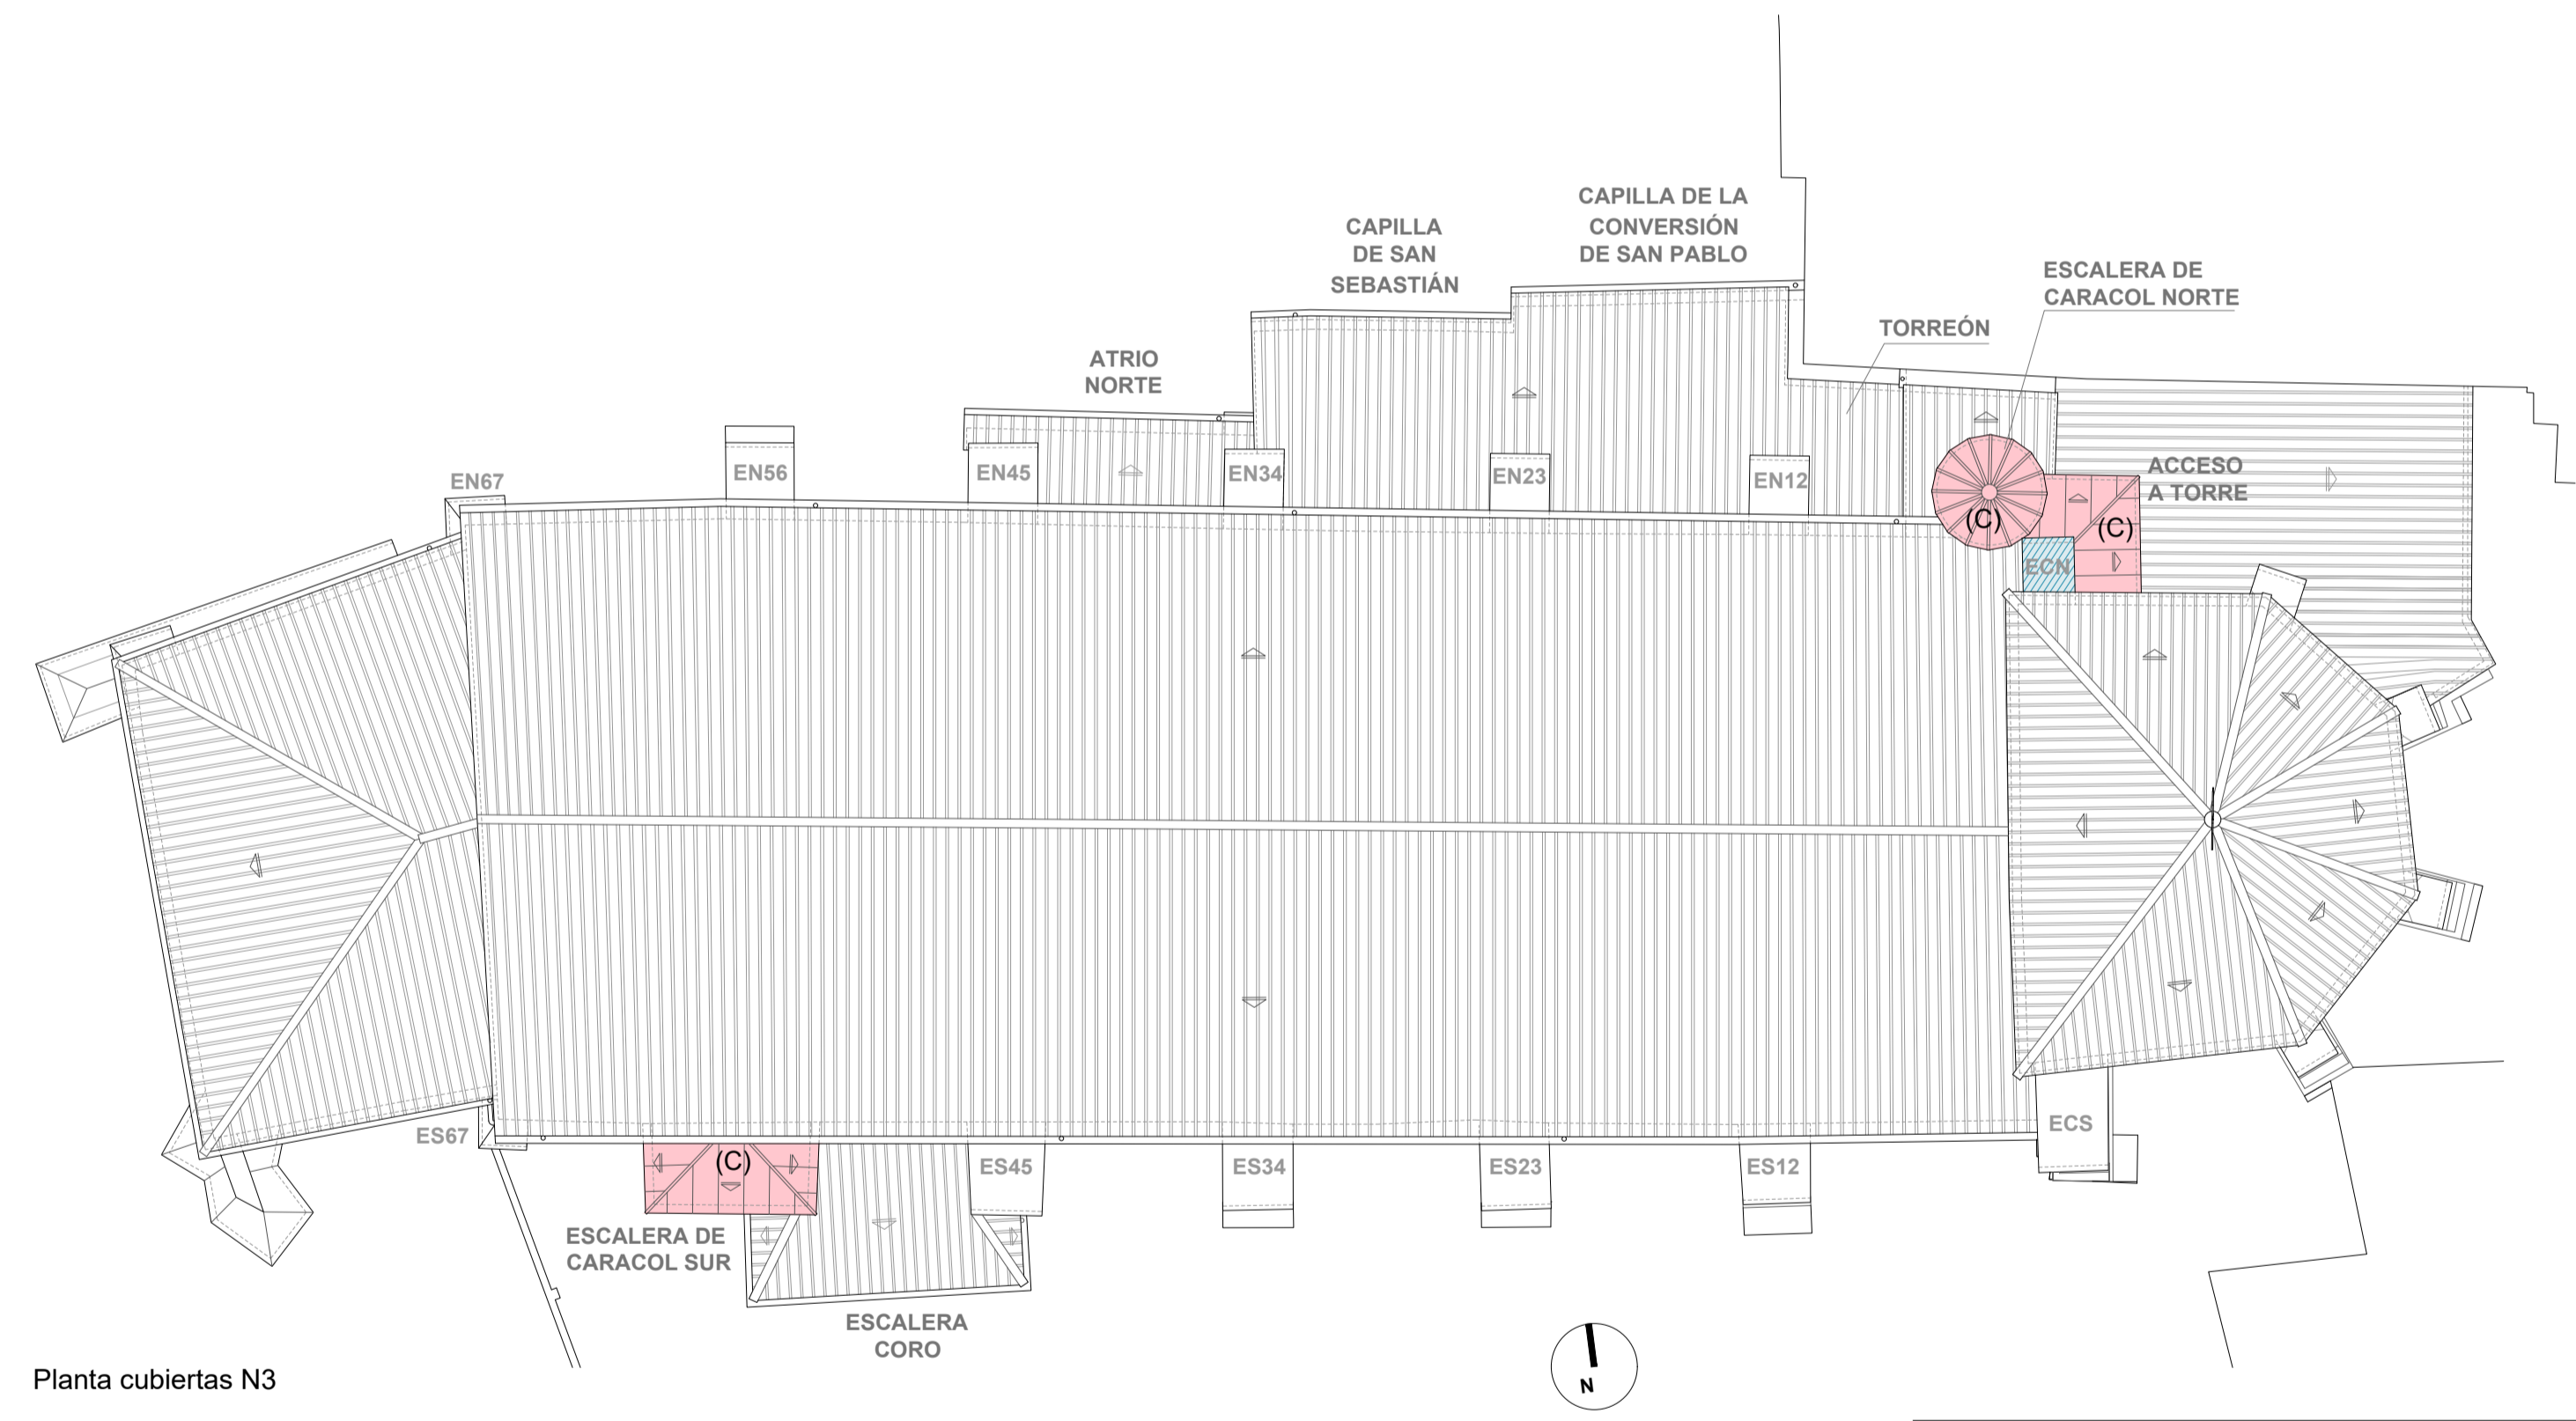 CAPILLA DE LA
CONVERSIÓN
DE SAN PABLO
CAPILLA
DE SAN
SEBASTIÁN
ESCALERA DE
CARACOL NORTE
TORREÓN
ATRIO
NORTE
EN67
EN56
EN45
EN34
EN23
EN12
ACCESO
A TORRE
(C)
(C)
ECN
ES67
(C)
ES45
ES34
ES23
ES12
ECS
ESCALERA DE
CARACOL SUR
ESCALERA
CORO
N
Planta cubiertas N3